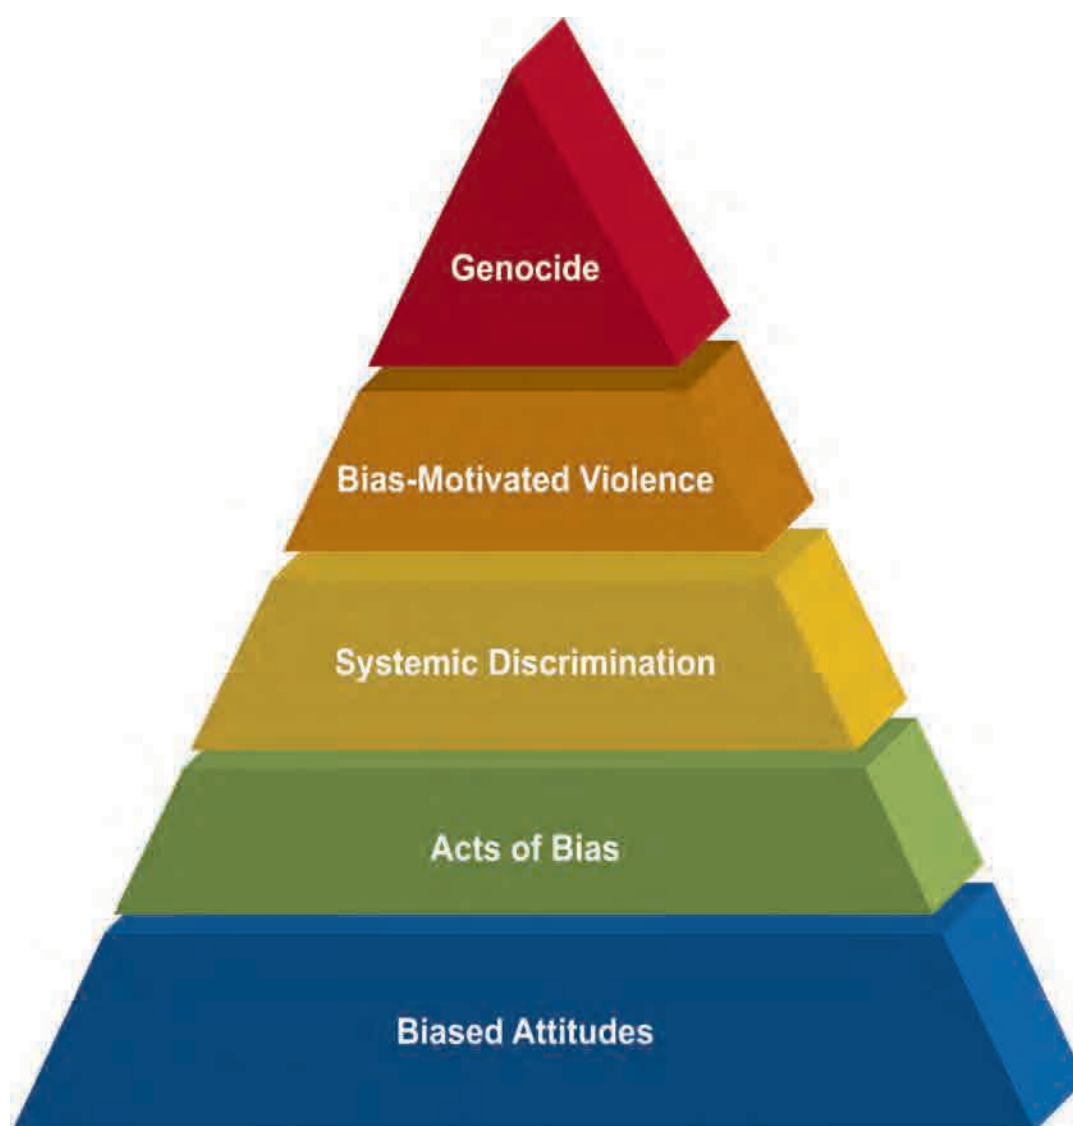 Genocide
Bias-Motivated Violence
Systemic Discrimination
Acts of Bias
Biased Attitudes